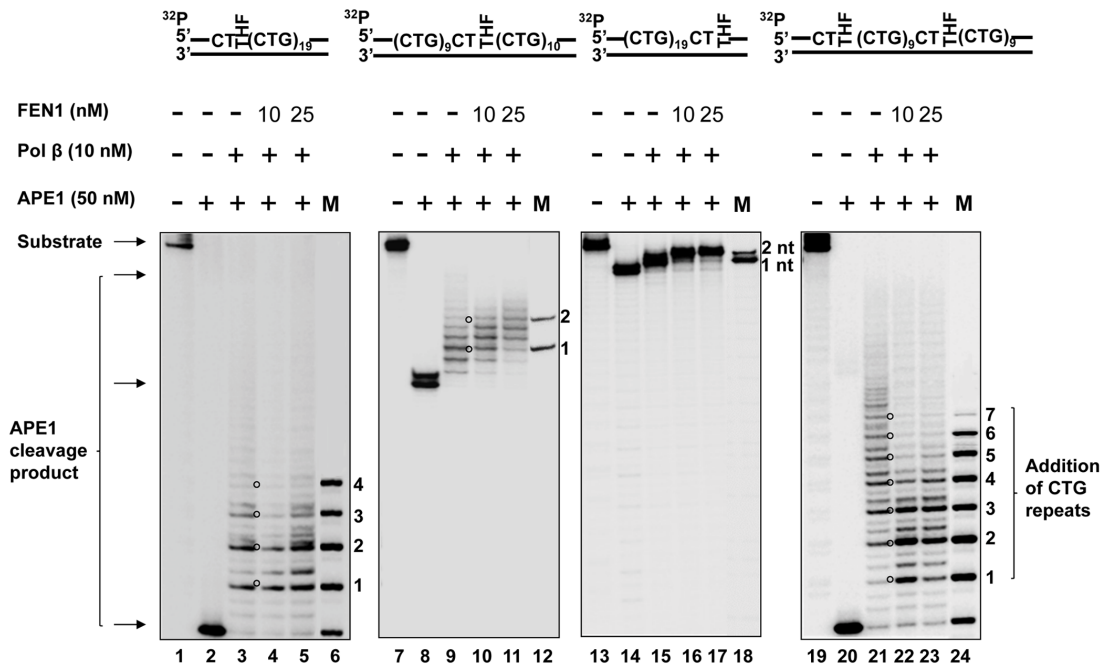 32P 32P 32P 32P
5’ CT THF (CTG)19 5’ (CTG)9CT THF (CTG)10 5’ (CTG)19CT THF 5’ CT THF (CTG)9CT THF (CTG)9
3’ 3’ 3’ 3’
FEN1 (nM) – – – 10 25 – – – 10 25 – – – 10 25 – – – 10 25
Pol β (10 nM) – – + + + – – + + + – – + + + – – + + +
APE1 (50 nM) – + + + + M – + + + + M – + + + + M – + + + + M
Substrate
2 nt
1 nt
APE1
cleavage
product
4
3
2
1
2
1
7
6
5
4
3
2
1
Addition
of CTG
repeats
1 2 3 4 5 6 7 8 9 10 11 12 13 14 15 16 17 18 19 20 21 22 23 24